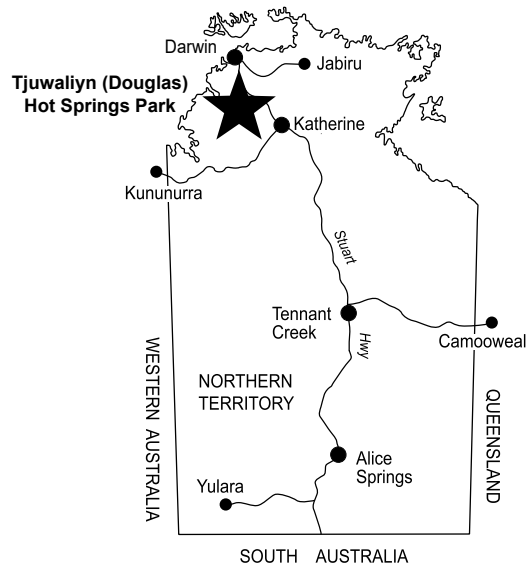 Darwin
Jabiru
Tjuwaliyn (Douglas)
Hot Springs Park
Katherine
Kununurra
Stuart
Tennant
Creek
Hwy
Camooweal
WESTERN AUSTRALIA
NORTHERN
TERRITORY
QUEENSLAND
Alice
Springs
Yulara
SOUTH AUSTRALIA